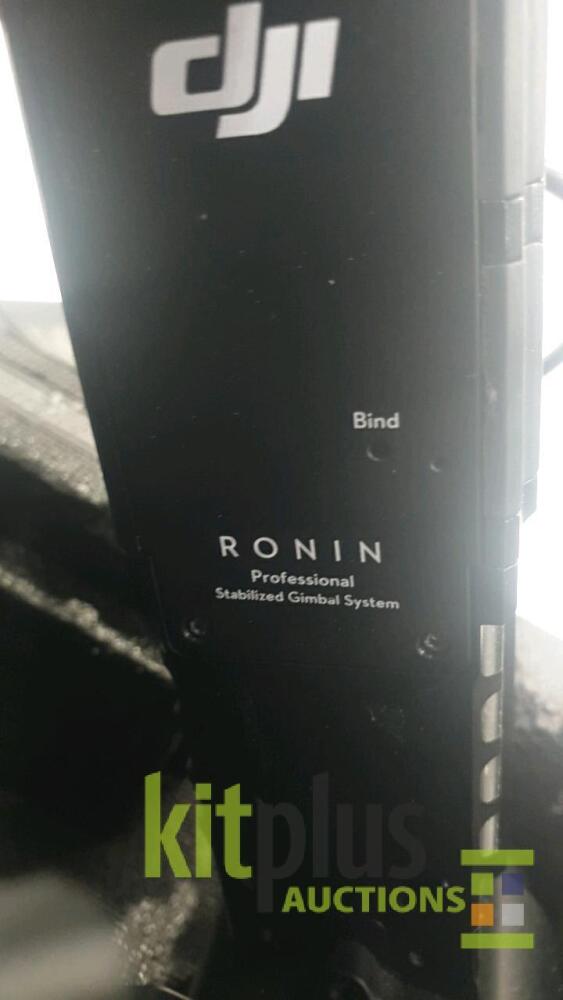 dji
Bind
RONIN
Professional
Stabilized Gimbal System
kitplus
AUCTIONS